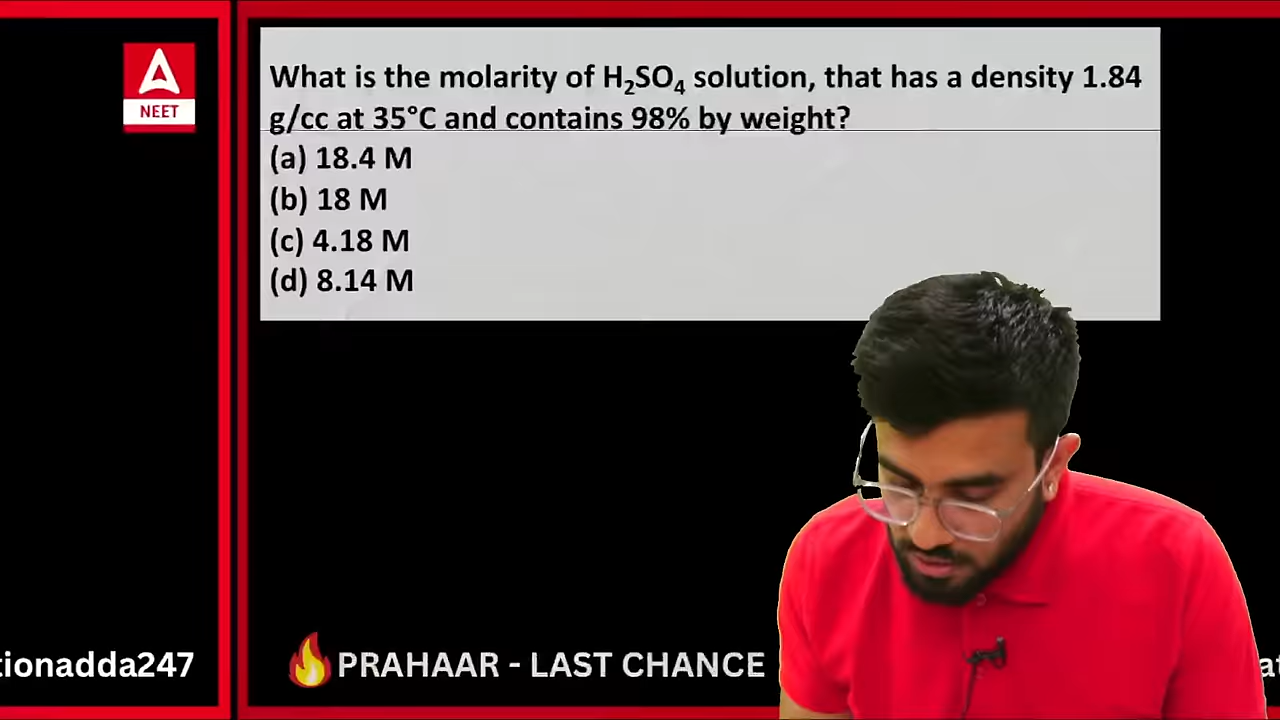 NEET
What is the molarity of H₂SO₄ solution, that has a density 1.84
g/cc at 35°C and contains 98% by weight?
(a) 18.4 M
(b) 18 M
(c) 4.18 M
(d) 8.14 M
tionadda247
PRAHAAR - LAST CHANCE
at